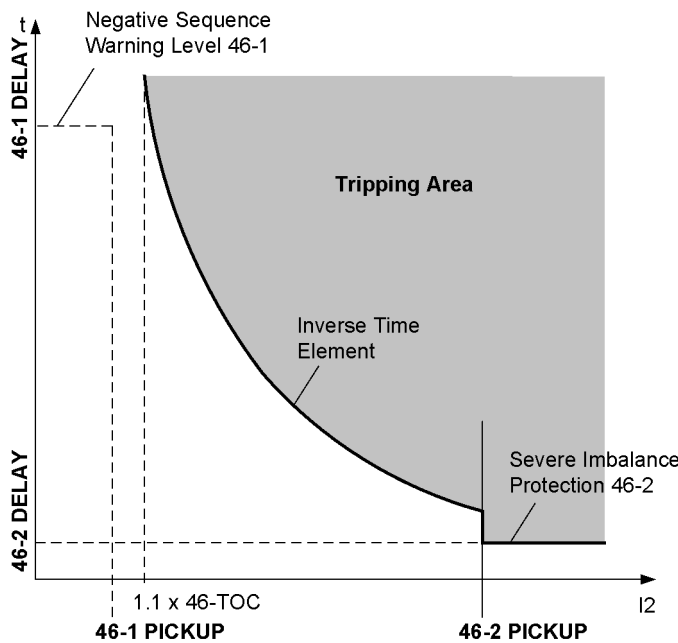 t
Negative Sequence
Warning Level 46-1
46-1 DELAY
Tripping Area
Inverse Time
Element
Severe Imbalance
Protection 46-2
46-2 DELAY
1.1 x 46-TOC
I2
46-1 PICKUP
46-2 PICKUP